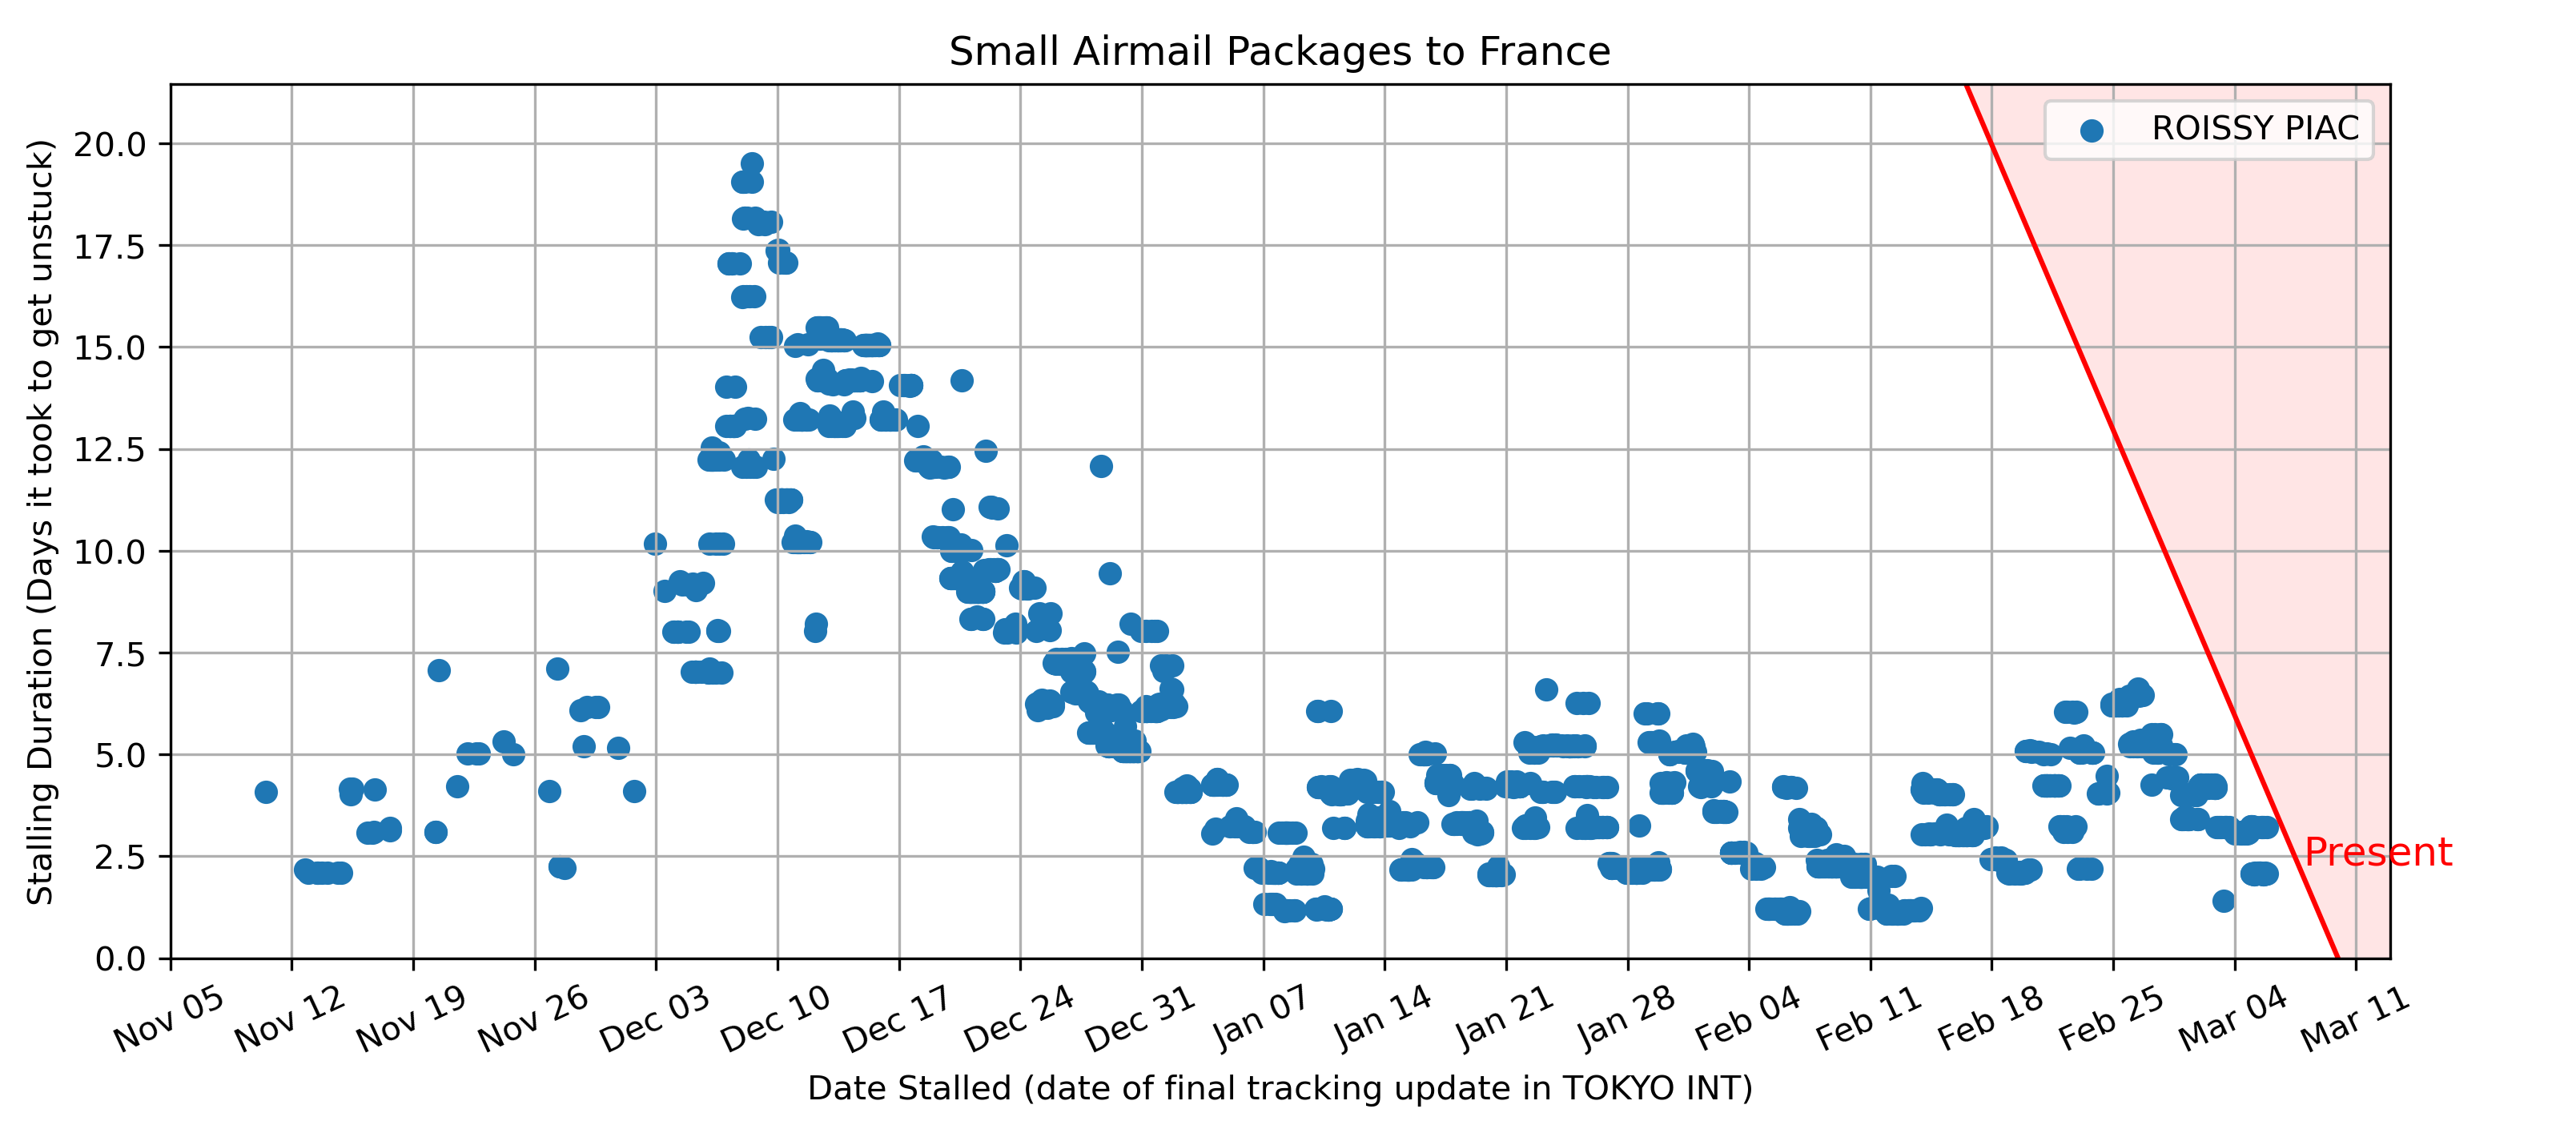 Small Airmail Packages to France
ROISSY PIAC
Stalling Duration (Days it took to get unstuck)
20.0
17.5
15.0
12.5
10.0
7.5
5.0
2.5
0.0
Present
Nov 05
Nov 12
Nov 19
Nov 26
Dec 03
Dec 10
Dec 17
Dec 24
Dec 31
Jan 07
Jan 14
Jan 21
Jan 28
Feb 04
Feb 11
Feb 18
Feb 25
Mar 04
Mar 11
Date Stalled (date of final tracking update in TOKYO INT)